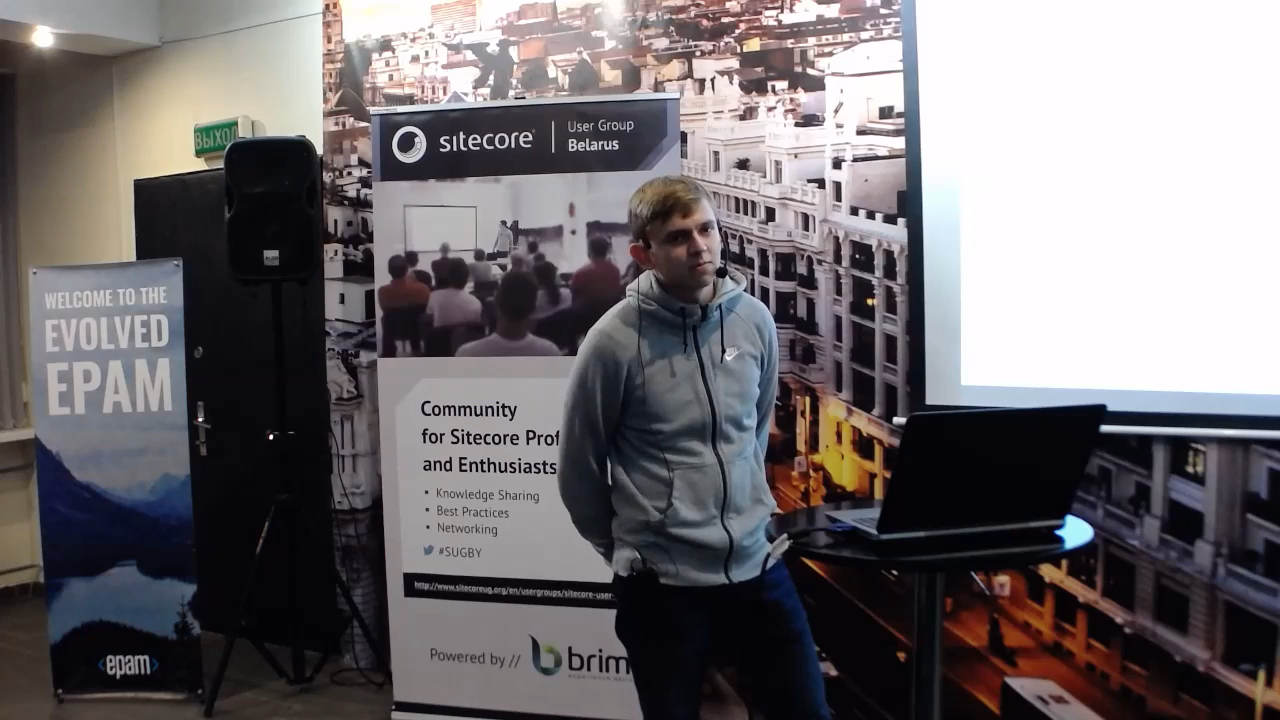 ВЫХОД
WELCOME TO THE
EVOLVED
EPAM
<epam>
sitecore
User Group
Belarus
Community
for Sitecore Prof
and Enthusiasts
• Knowledge Sharing
• Best Practices
• Networking
#SUGBY
http://www.sitecoreug.org/en/usergroups/sitecore-user-
Powered by //
brim